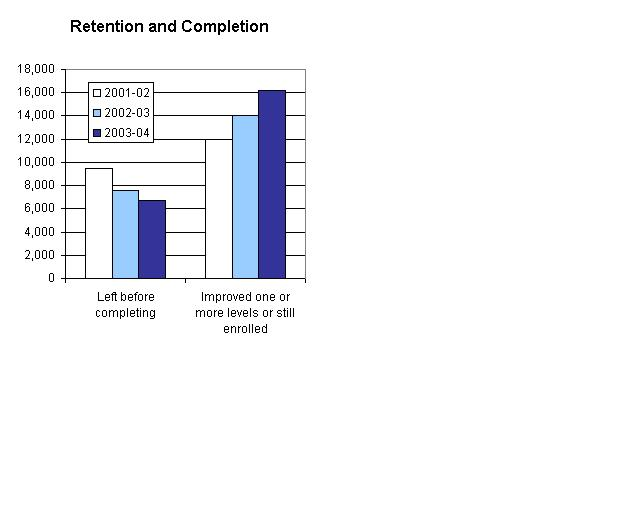 Retention and Completion
18,000
16,000
14,000
12,000
10,000
8,000
6,000
4,000
2,000
0
2001-02
2002-03
2003-04
Left before
completing
Improved one or
more levels or still
enrolled